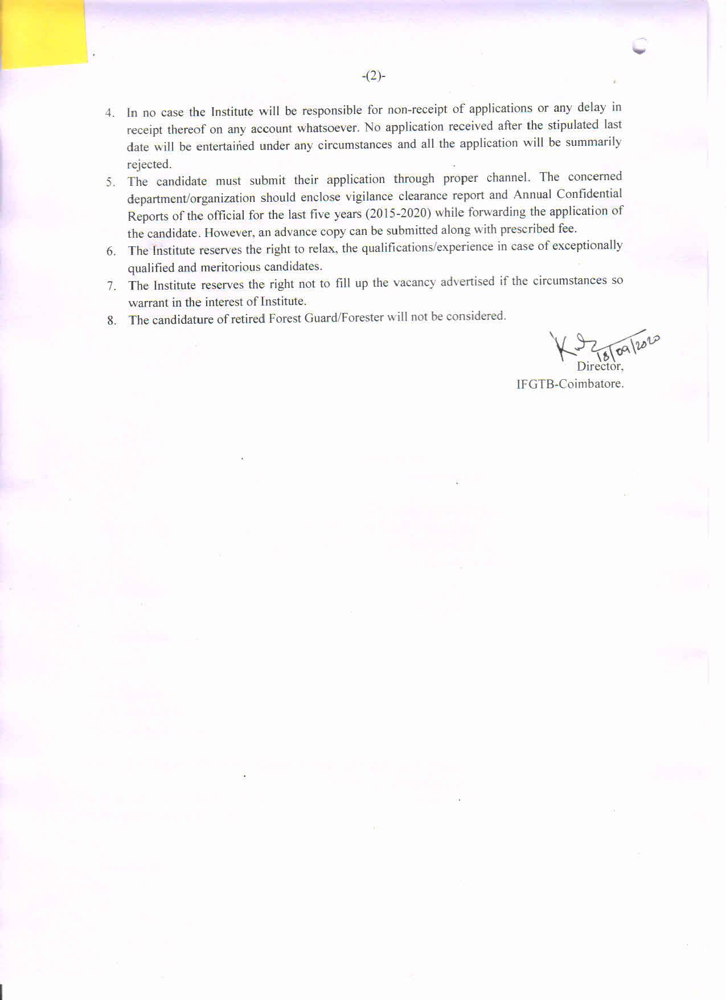 -(2)-
4. In no case the Institute will be responsible for non-receipt of applications or any delay in
receipt thereof on any account whatsoever. No application received after the stipulated last
date will be entertained under any circumstances and all the application will be summarily
rejected.
5. The candidate must submit their application through proper channel. The concerned
department/organization should enclose vigilance clearance report and Annual Confidential
Reports of the official for the last five years (2015-2020) while forwarding the application of
the candidate. However, an advance copy can be submitted along with prescribed fee.
6. The Institute reserves the right to relax, the qualifications/experience in case of exceptionally
qualified and meritorious candidates.
7. The Institute reserves the right not to fill up the vacancy advertised if the circumstances so
warrant in the interest of Institute.
8. The candidature of retired Forest Guard/Forester will not be considered.
18/09/2020
Director,
IFGTB-Coimbatore.